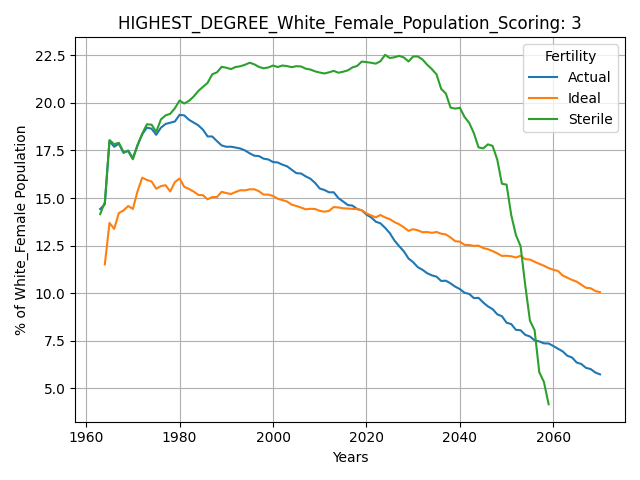 HIGHEST_DEGREE_White_Female_Population_Scoring: 3
% of White_Female Population
22.5
20.0
17.5
15.0
12.5
10.0
7.5
5.0
Fertility
Actual
Ideal
Sterile
1960
1980
2000
2020
2040
2060
Years